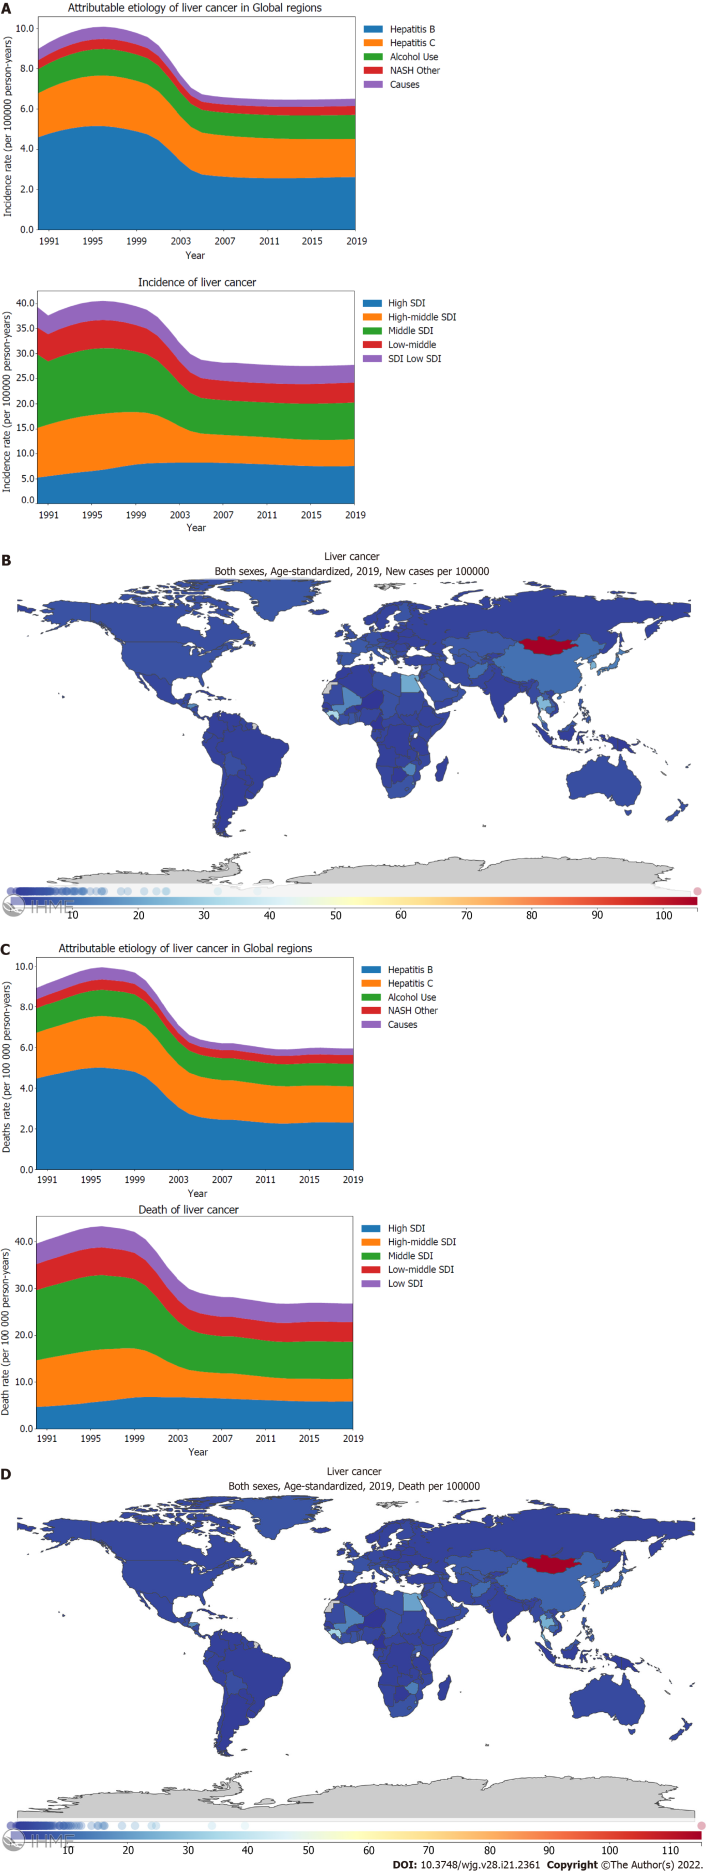 A
Attributable etiology of liver cancer in Global regions
Incidence rate (per 100000 person-years)
10.0
8.0
6.0
4.0
2.0
0.0
1991 1995 1999 2003 2007 2011 2015 2019
Year
Hepatitis B
Hepatitis C
Alcohol Use
NASH Other
Causes
Incidence of liver cancer
Incidence rate (per 100000 person-years)
40.0
35.0
30.0
25.0
20.0
15.0
10.0
5.0
0.0
1991 1995 1999 2003 2007 2011 2015 2019
Year
High SDI
High-middle SDI
Middle SDI
Low-middle
SDI Low SDI
B
Liver cancer
Both sexes, Age-standardized, 2019, New cases per 100000
IHME
10 20 30 40 50 60 70 80 90 100
C
Attributable etiology of liver cancer in Global regions
Deaths rate (per 100 000 person-years)
10.0
8.0
6.0
4.0
2.0
0.0
1991 1995 1999 2003 2007 2011 2015 2019
Year
Hepatitis B
Hepatitis C
Alcohol Use
NASH Other
Causes
Death of liver cancer
Death rate (per 100 000 person-years)
40.0
30.0
20.0
10.0
0.0
1991 1995 1999 2003 2007 2011 2015 2019
Year
High SDI
High-middle SDI
Middle SDI
Low-middle SDI
Low SDI
D
Liver cancer
Both sexes, Age-standardized, 2019, Death per 100000
IHME
10 20 30 40 50 60 70 80 90 100 110
DOI: 10.3748/wjg.v28.i21.2361 Copyright ©The Author(s) 2022.